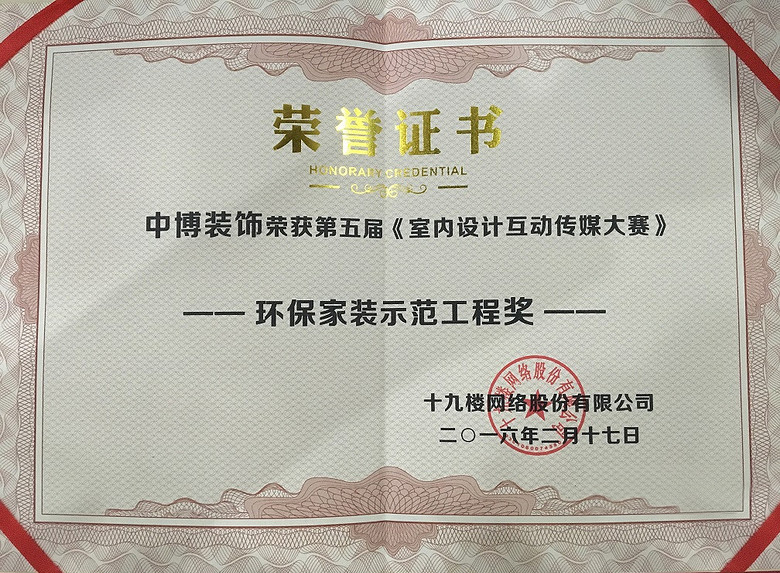 荣誉证书
HONORARY CREDENTIAL
中博装饰荣获第五届《室内设计互动传媒大赛》
—— 环保家装示范工程奖 ——
十九楼网络股份有限公司
二〇一六年二月十七日